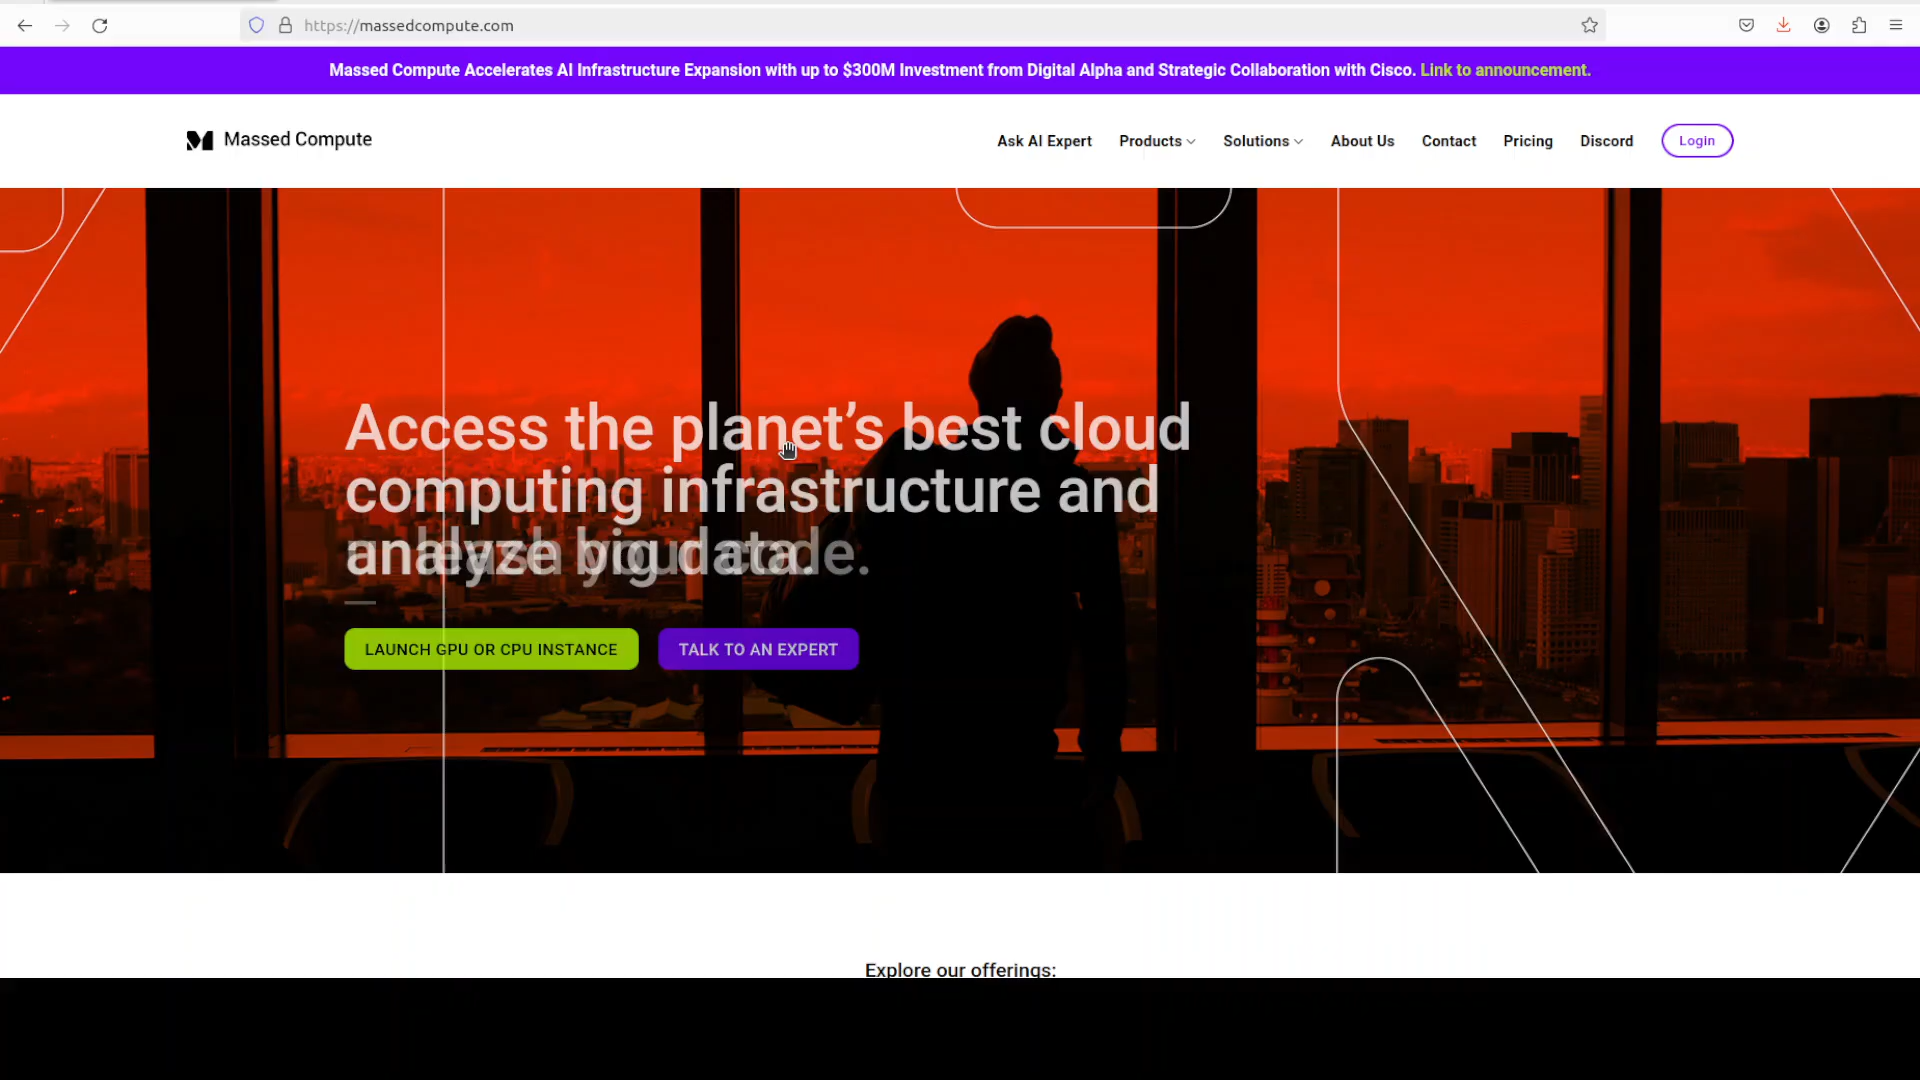 https://massedcompute.com
Massed Compute Accelerates AI Infrastructure Expansion with up to $300M Investment from Digital Alpha and Strategic Collaboration with Cisco. Link to announcement.
Massed Compute
Ask AI Expert
Products
Solutions
About Us
Contact
Pricing
Discord
Login
Access the planet’s best cloud
computing infrastructure and
analyze big data.
LAUNCH GPU OR CPU INSTANCE
TALK TO AN EXPERT
Explore our offerings: